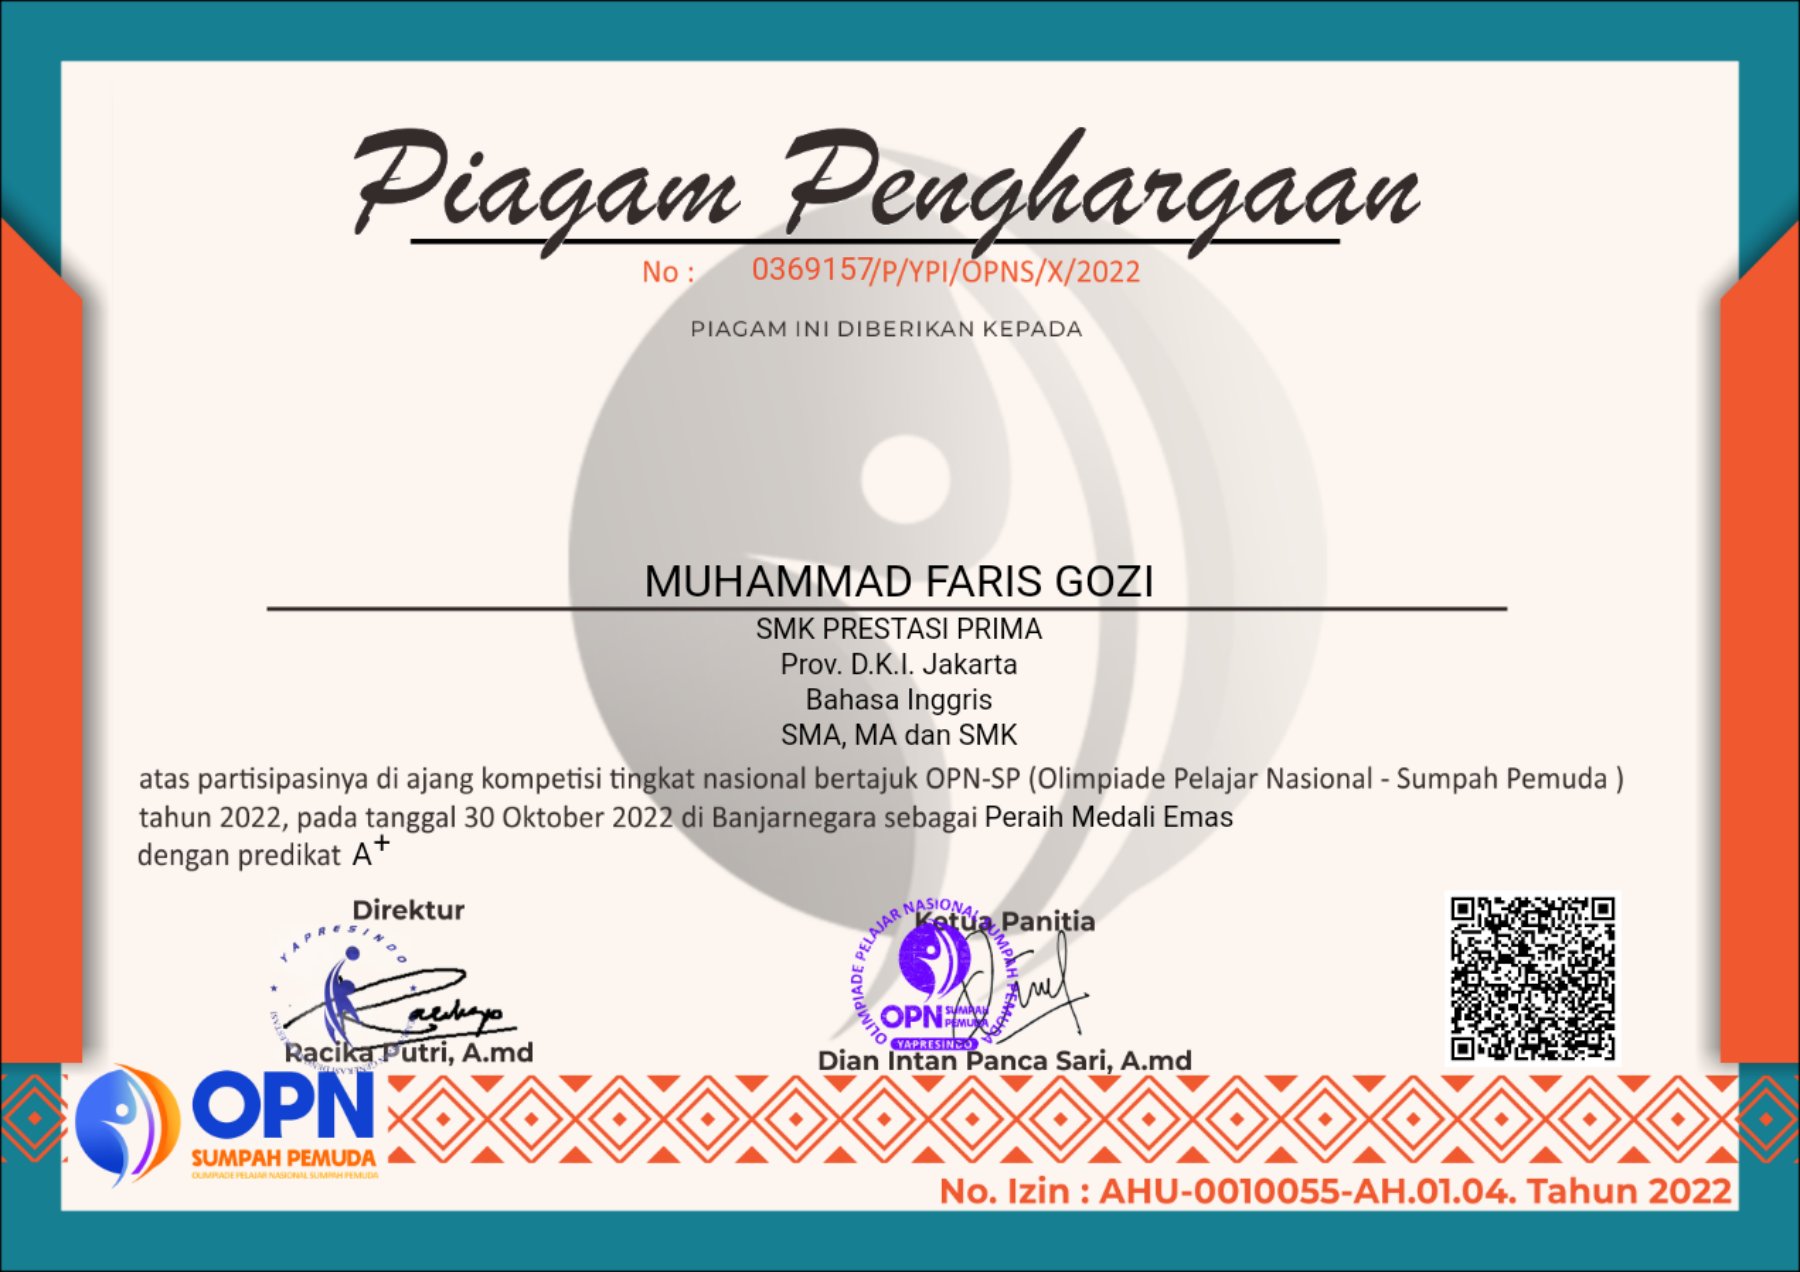 Piagam Penghargaan
No : 0369157/P/YPI/OPNS/X/2022
PIAGAM INI DIBERIKAN KEPADA
MUHAMMAD FARIS GOZI
SMK PRESTASI PRIMA
Prov. D.K.I. Jakarta
Bahasa Inggris
SMA, MA dan SMK
atas partisipasinya di ajang kompetisi tingkat nasional bertajuk OPN-SP (Olimpiade Pelajar Nasional - Sumpah Pemuda )
tahun 2022, pada tanggal 30 Oktober 2022 di Banjarnegara sebagai Peraih Medali Emas
dengan predikat A+
Direktur
YAPRESINDO
Racika Putri, A.md
Ketua Panitia
OLIMPIADE PELAJAR NASIONAL SUMPAH PEMUDA
OPN SUMPAH PEMUDA
YAPRESINDO
Dian Intan Panca Sari, A.md
OPN
SUMPAH PEMUDA
OLIMPIADE PELAJAR NASIONAL SUMPAH PEMUDA
No. Izin : AHU-0010055-AH.01.04. Tahun 2022